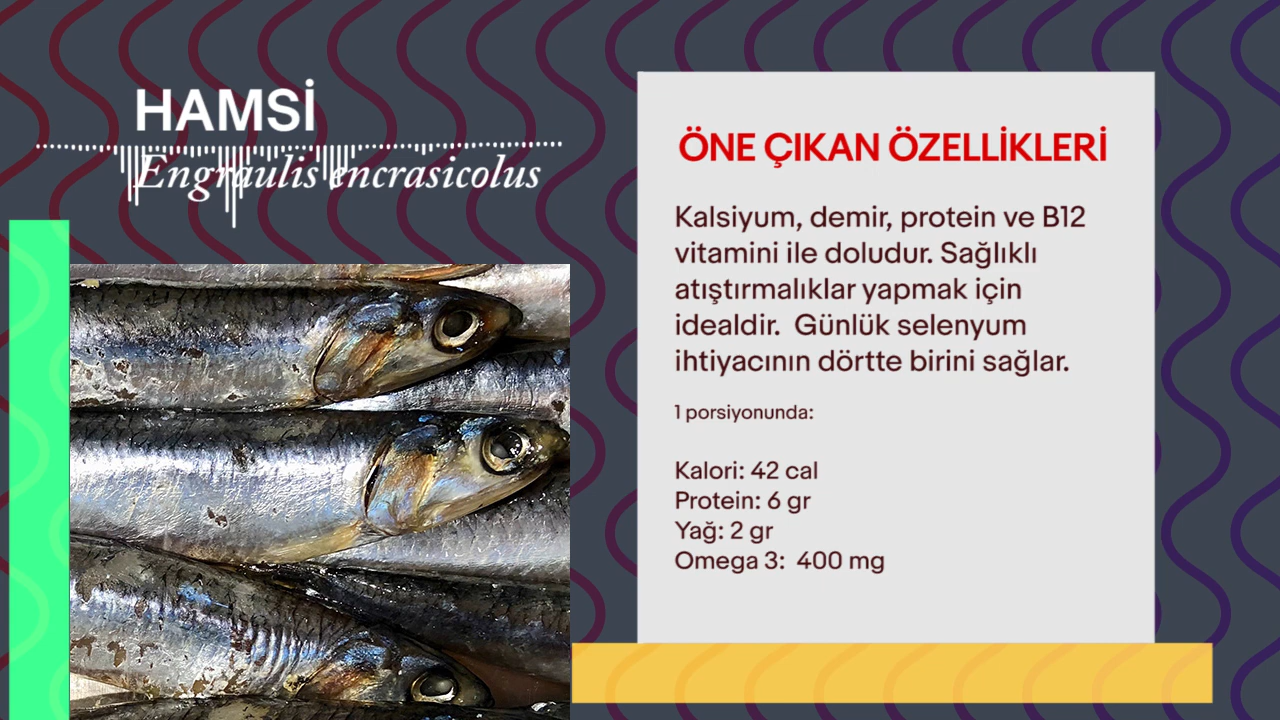 HAMSİ
Engraulis encrasicolus
ÖNE ÇIKAN ÖZELLİKLERİ
Kalsiyum, demir, protein ve B12
vitamini ile doludur. Sağlıklı
atıştırmalıklar yapmak için
idealdir.  Günlük selenyum
ihtiyacının dörtte birini sağlar.
1 porsiyonunda:
Kalori: 42 cal
Protein: 6 gr
Yağ: 2 gr
Omega 3:  400 mg